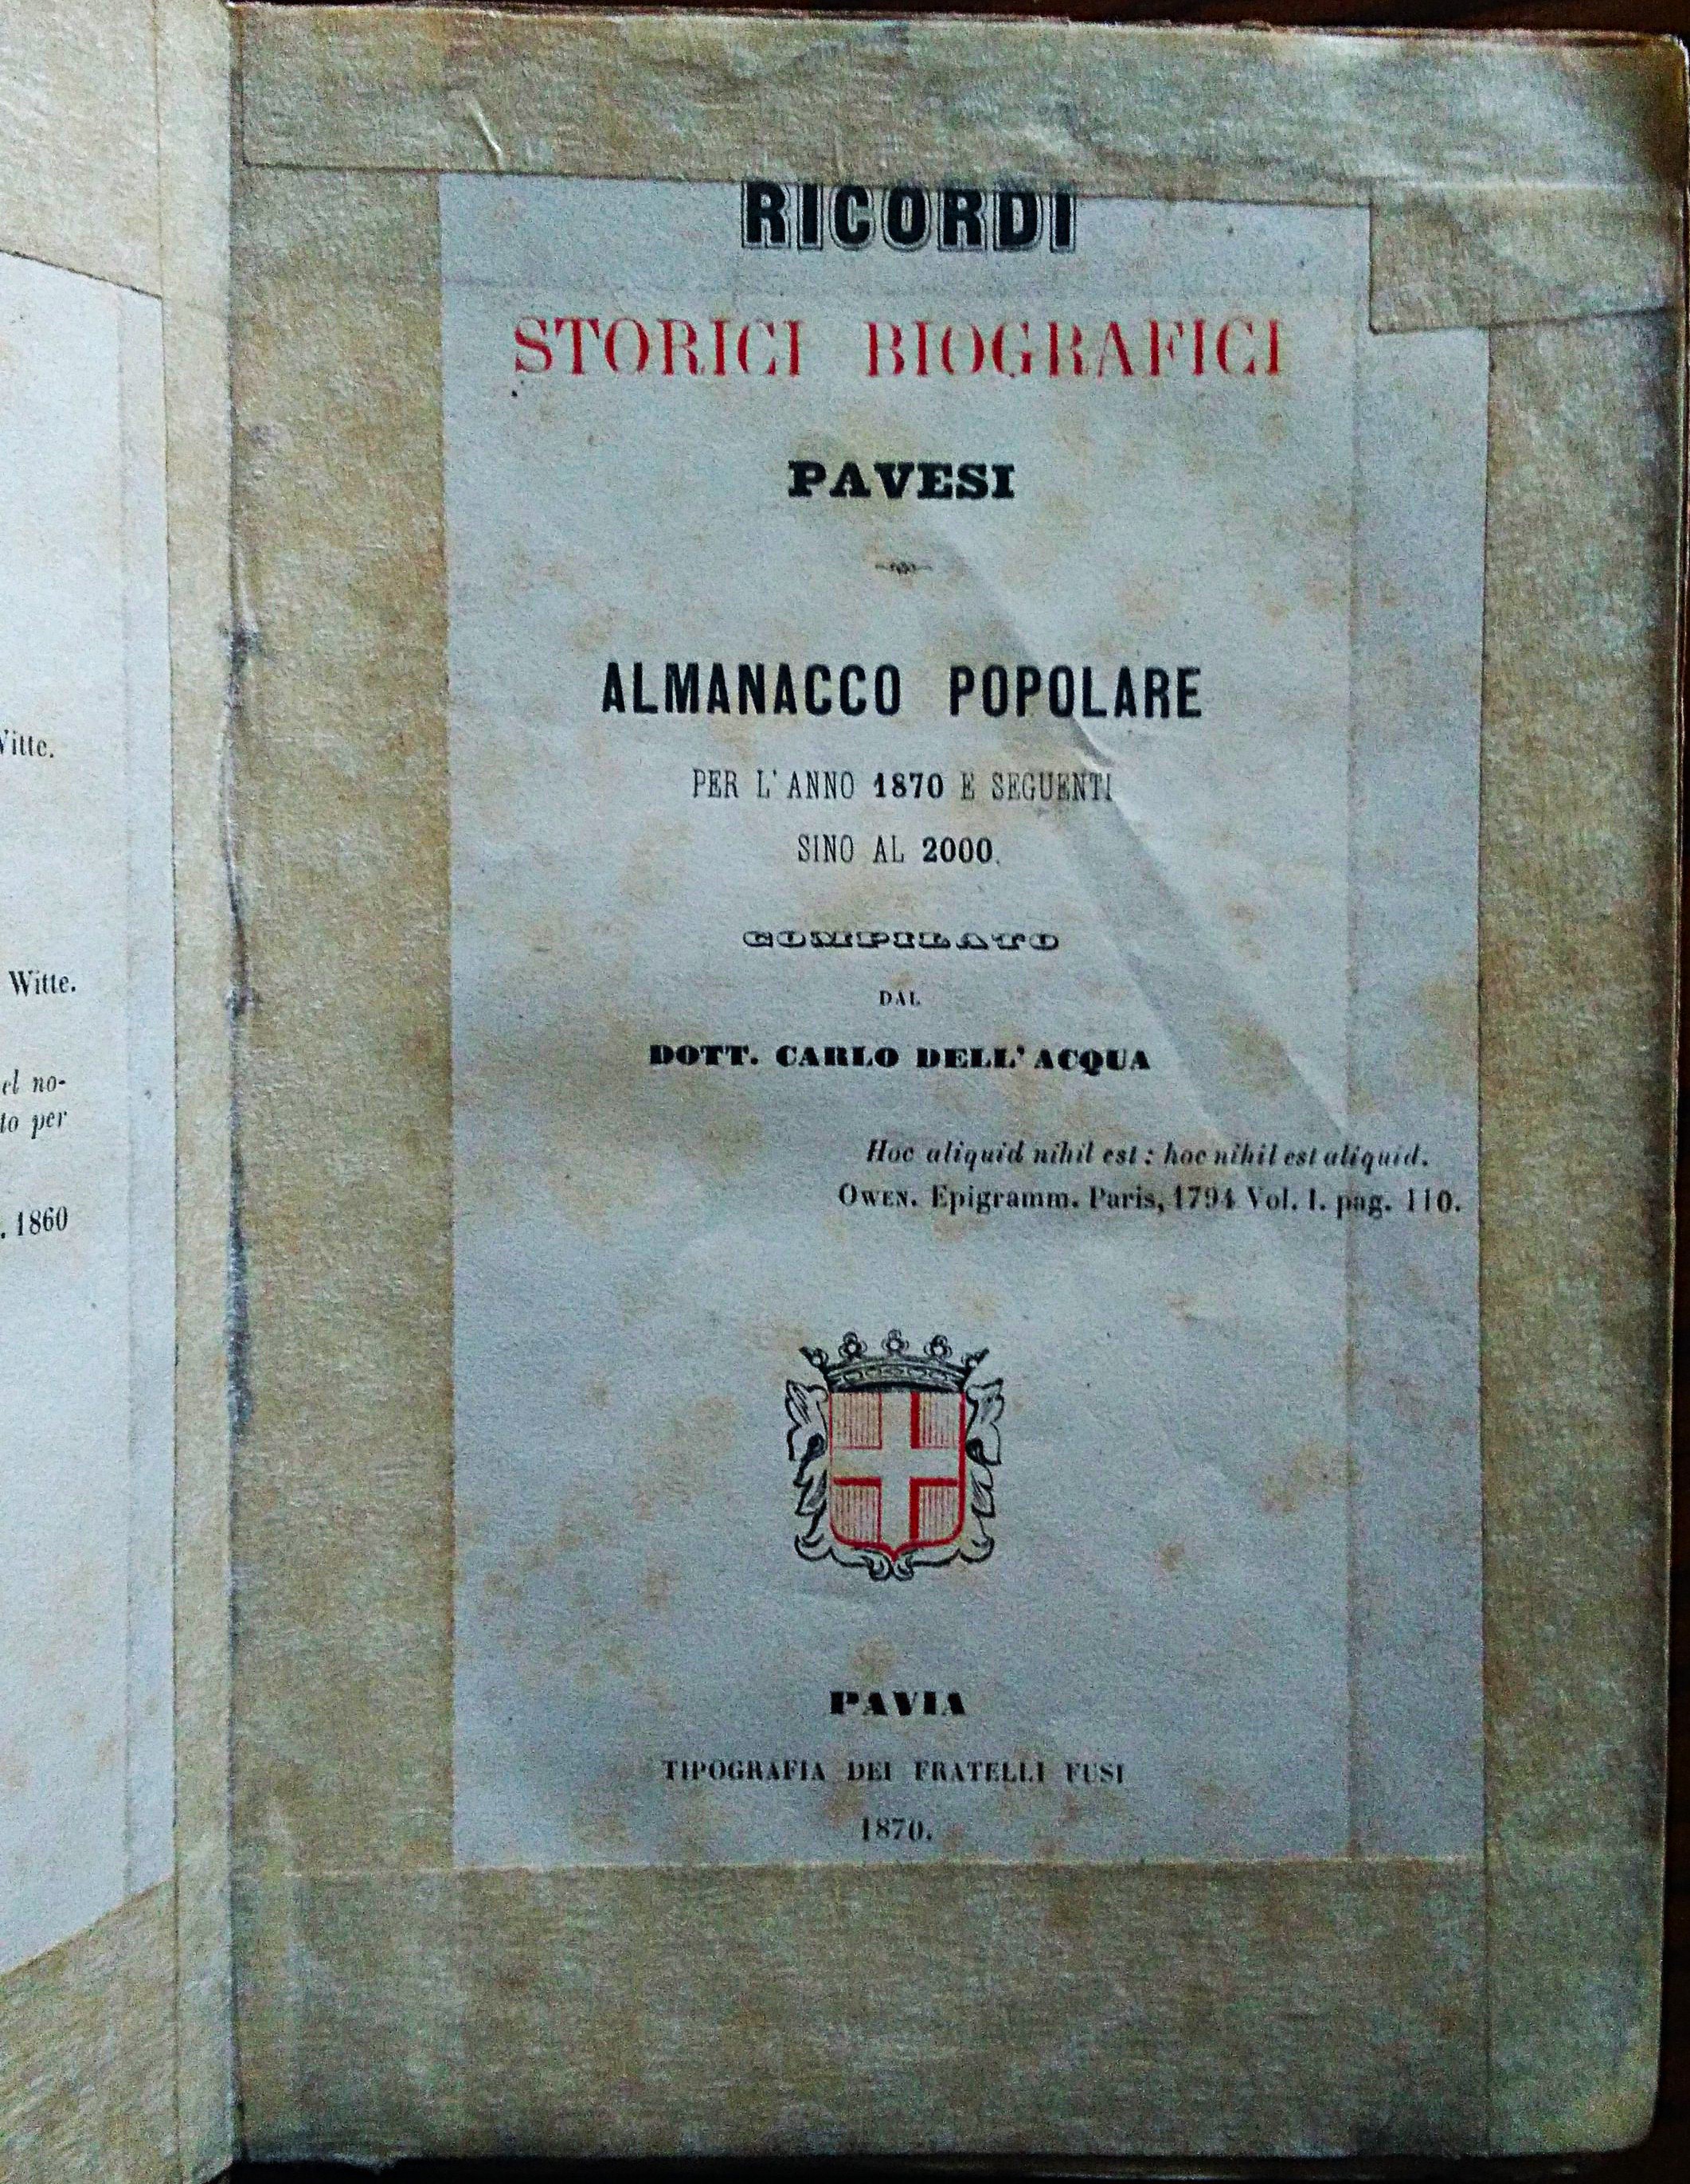 Witte.
Witte.
el no-
to per
. 1860
RICORDI
STORICI BIOGRAFICI
PAVESI
ALMANACCO POPOLARE
PER L'ANNO 1870 E SEGUENTI
SINO AL 2000.
COMPILATO
DAL
DOTT. CARLO DELL'ACQUA
Hoc aliquid nihil est : hoc nihil est aliquid.
OWEN. Epigramm. Paris, 1794 Vol. I. pag. 110.
PAVIA
TIPOGRAFIA DEI FRATELLI FUSI
1870.